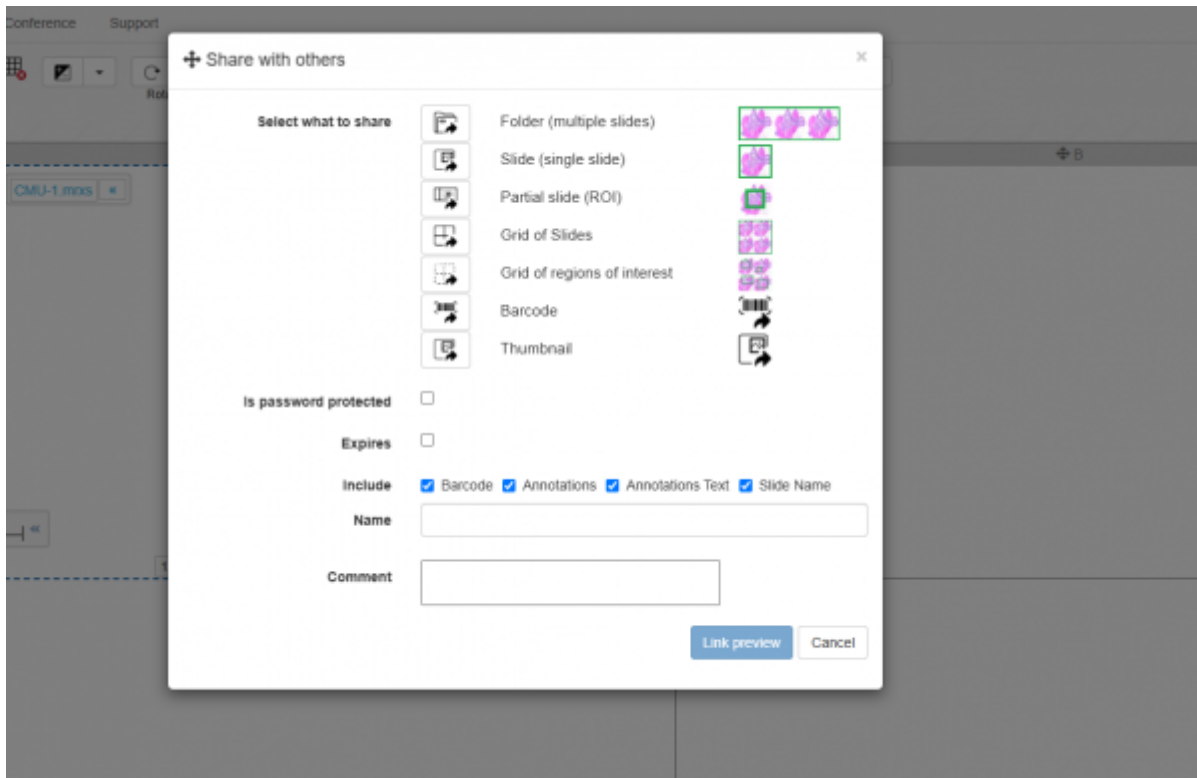 Conference Support
Share with others ×
Select what to share
Folder (multiple slides)
Slide (single slide)
Partial slide (ROI)
Grid of Slides
Grid of regions of interest
Barcode
Thumbnail
B
CMU-1 mrxs
Is password protected
Expires
Include Barcode Annotations Annotations Text Slide Name
Name
«
Comment
Link preview Cancel